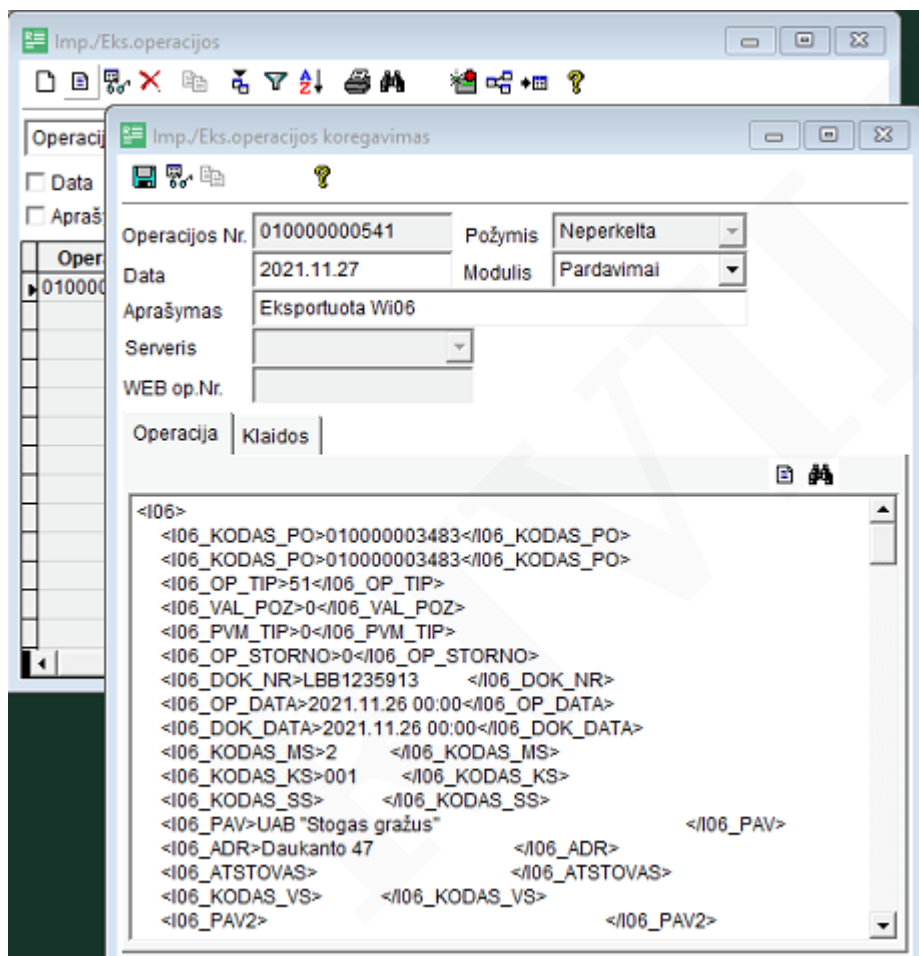 Imp./Eks.operacijos
Operacij
Data
Apraš
Oper
010000
Imp./Eks.operacijos koregavimas
Operacijos Nr. 010000000541 Požymis Neperkelta
Data 2021.11.27 Modulis Pardavimai
Aprašymas Eksportuota Wi06
Serveris
WEB op.Nr.
Operacija Klaidos
<I06>
<I06_KODAS_PO>010000003483</I06_KODAS_PO>
<I06_KODAS_PO>010000003483</I06_KODAS_PO>
<I06_OP_TIP>51</I06_OP_TIP>
<I06_VAL_POZ>0</I06_VAL_POZ>
<I06_PVM_TIP>0</I06_PVM_TIP>
<I06_OP_STORNO>0</I06_OP_STORNO>
<I06_DOK_NR>LBB1235913 </I06_DOK_NR>
<I06_OP_DATA>2021.11.26 00:00</I06_OP_DATA>
<I06_DOK_DATA>2021.11.26 00:00</I06_DOK_DATA>
<I06_KODAS_MS>2 </I06_KODAS_MS>
<I06_KODAS_KS>001 </I06_KODAS_KS>
<I06_KODAS_SS> </I06_KODAS_SS>
<I06_PAV>UAB "Stogas gražus" </I06_PAV>
<I06_ADR>Daukanto 47 </I06_ADR>
<I06_ATSTOVAS> </I06_ATSTOVAS>
<I06_KODAS_VS> </I06_KODAS_VS>
<I06_PAV2> </I06_PAV2>